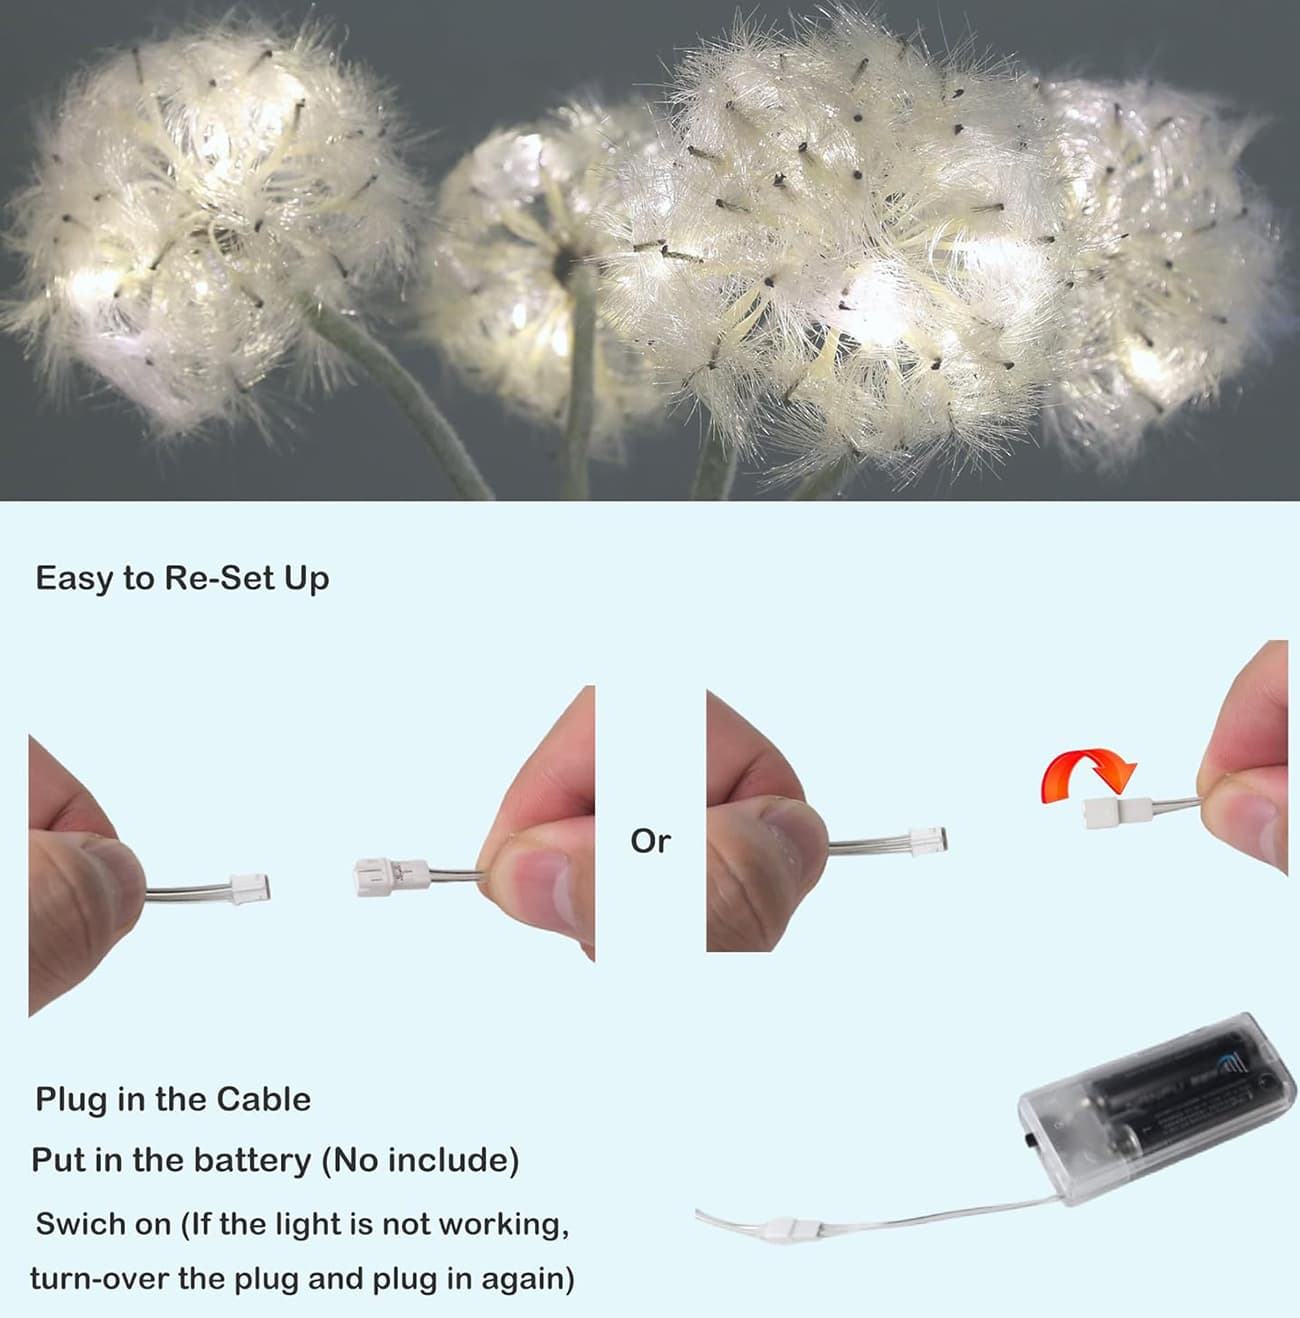 Easy to Re-Set Up
Or
Plug in the Cable
Put in the battery (No include)
Swich on (If the light is not working,
turn-over the plug and plug in again)